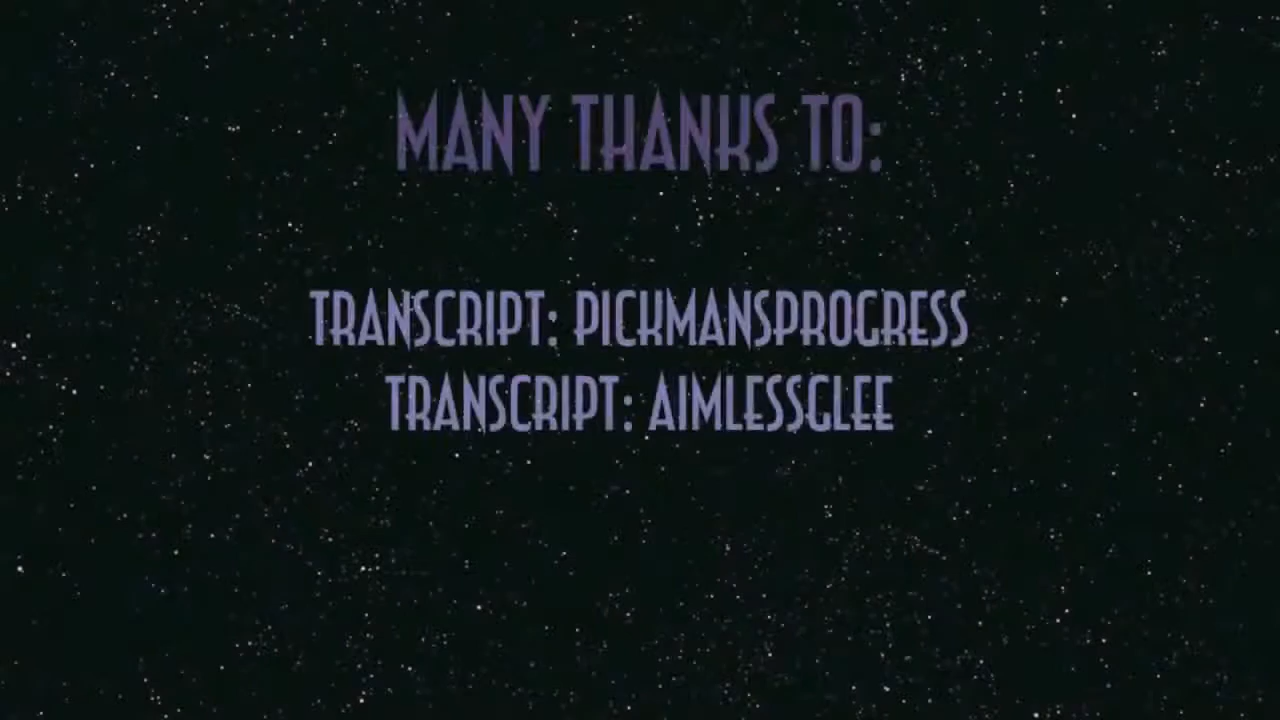 MANY THANKS TO:
TRANSCRIPT: PICKMANSPROGRESS
TRANSCRIPT: AIMLESSGLEE